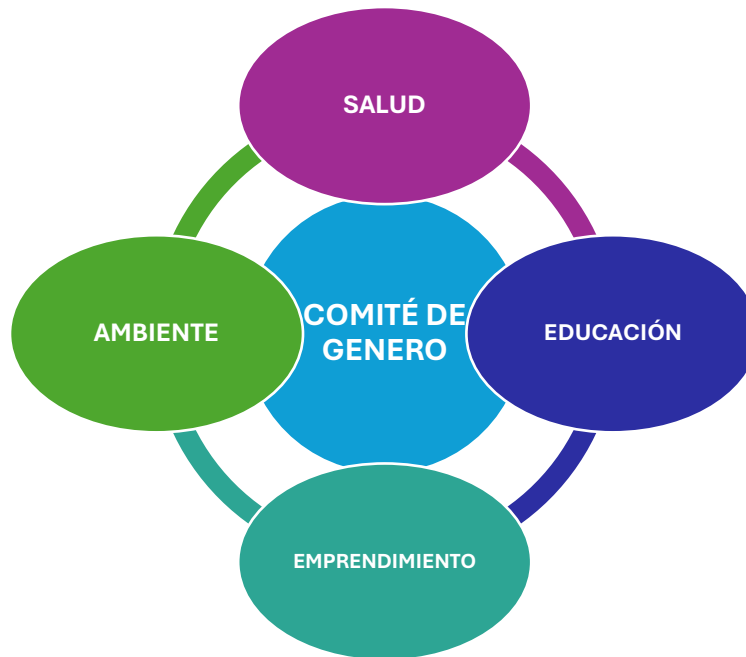 SALUD
AMBIENTE
COMITÉ DE
GENERO
EDUCACIÓN
EMPRENDIMIENTO